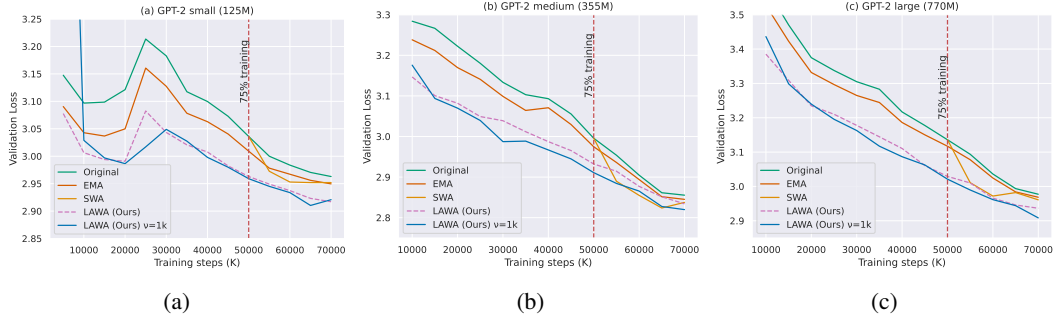 (a) GPT-2 small (125M)
3.25
3.20
3.15
3.10
3.05
3.00
2.95
2.90
2.85
Validation Loss
75% training
Original
EMA
SWA
LAWA (Ours)
LAWA (Ours) ν=1k
10000 20000 30000 40000 50000 60000 70000
Training steps (K)
(a)
(b) GPT-2 medium (355M)
3.3
3.2
3.1
3.0
2.9
2.8
Validation Loss
75% training
Original
EMA
SWA
LAWA (Ours)
LAWA (Ours) ν=1k
10000 20000 30000 40000 50000 60000 70000
Training steps (K)
(b)
(c) GPT-2 large (770M)
3.5
3.4
3.3
3.2
3.1
3.0
2.9
Validation Loss
75% training
Original
EMA
SWA
LAWA (Ours)
LAWA (Ours) ν=1k
10000 20000 30000 40000 50000 60000 70000
Training steps (K)
(c)